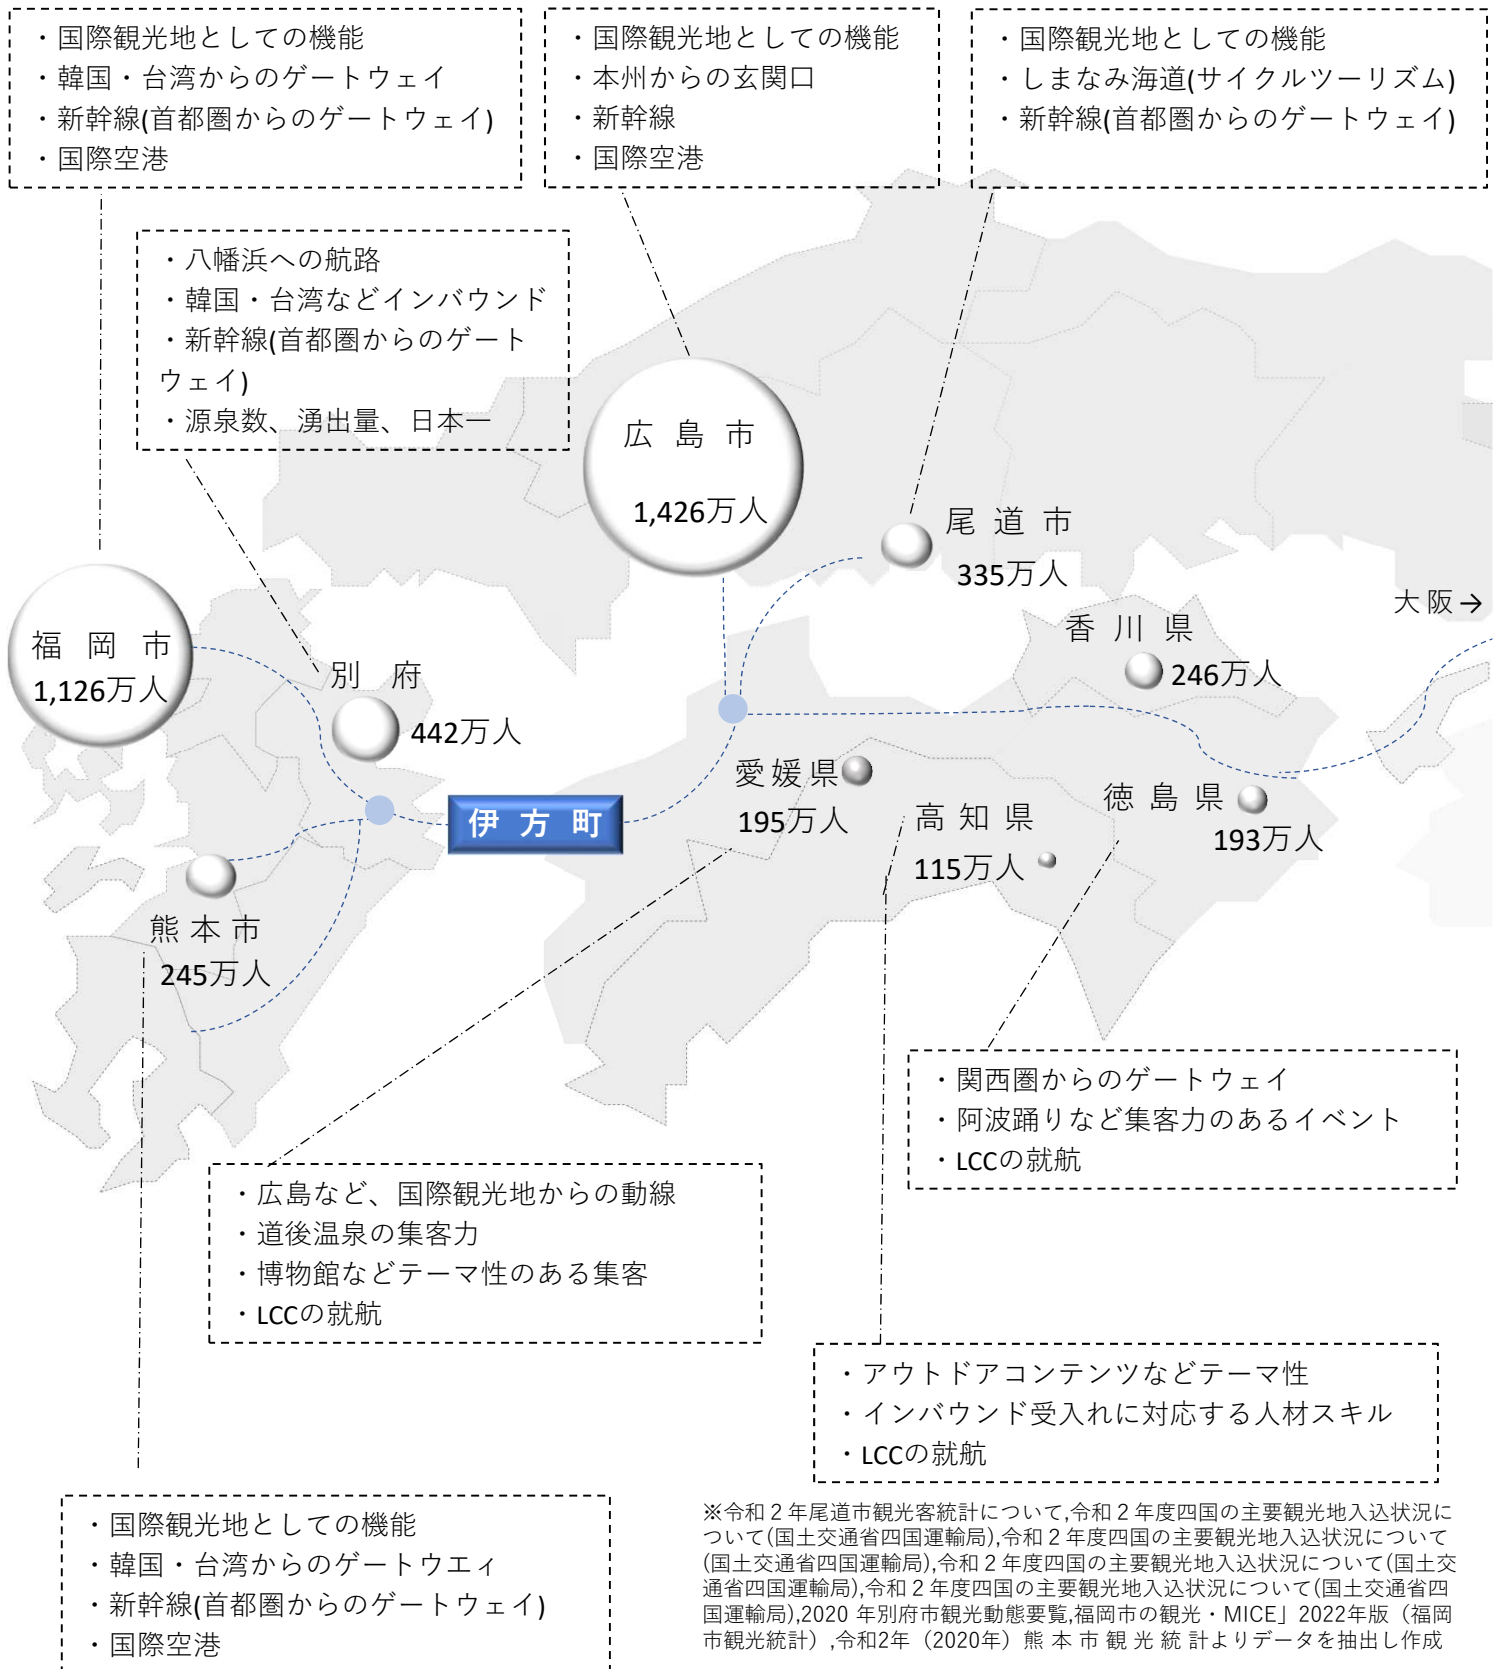 ・国際観光地としての機能
・韓国・台湾からのゲートウェイ
・新幹線(首都圏からのゲートウェイ)
・国際空港
・国際観光地としての機能
・本州からの玄関口
・新幹線
・国際空港
・国際観光地としての機能
・しまなみ海道(サイクルツーリズム)
・新幹線(首都圏からのゲートウェイ)
・八幡浜への航路
・韓国・台湾などインバウンド
・新幹線(首都圏からのゲート
ウェイ)
・源泉数、湧出量、日本一
広島市
1,426万人
尾道市
335万人
大阪→
香川県
246万人
福岡市
1,126万人
別府
442万人
伊方町
愛媛県
195万人
高知県
115万人
徳島県
193万人
熊本市
245万人
・関西圏からのゲートウェイ
・阿波踊りなど集客力のあるイベント
・LCCの就航
・広島など、国際観光地からの動線
・道後温泉の集客力
・博物館などテーマ性のある集客
・LCCの就航
・アウトドアコンテンツなどテーマ性
・インバウンド受入れに対応する人材スキル
・LCCの就航
・国際観光地としての機能
・韓国・台湾からのゲートウエィ
・新幹線(首都圏からのゲートウェイ)
・国際空港
※令和2年尾道市観光客統計について,令和2年度四国の主要観光地入込状況に
ついて(国土交通省四国運輸局),令和2年度四国の主要観光地入込状況について
(国土交通省四国運輸局),令和2年度四国の主要観光地入込状況について(国土交
通省四国運輸局),令和2年度四国の主要観光地入込状況について(国土交通省四
国運輸局),2020 年別府市観光動態要覧,福岡市の観光・MICE」2022年版（福岡
市観光統計）,令和2年（2020年）熊 本 市 観 光 統 計よりデータを抽出し作成